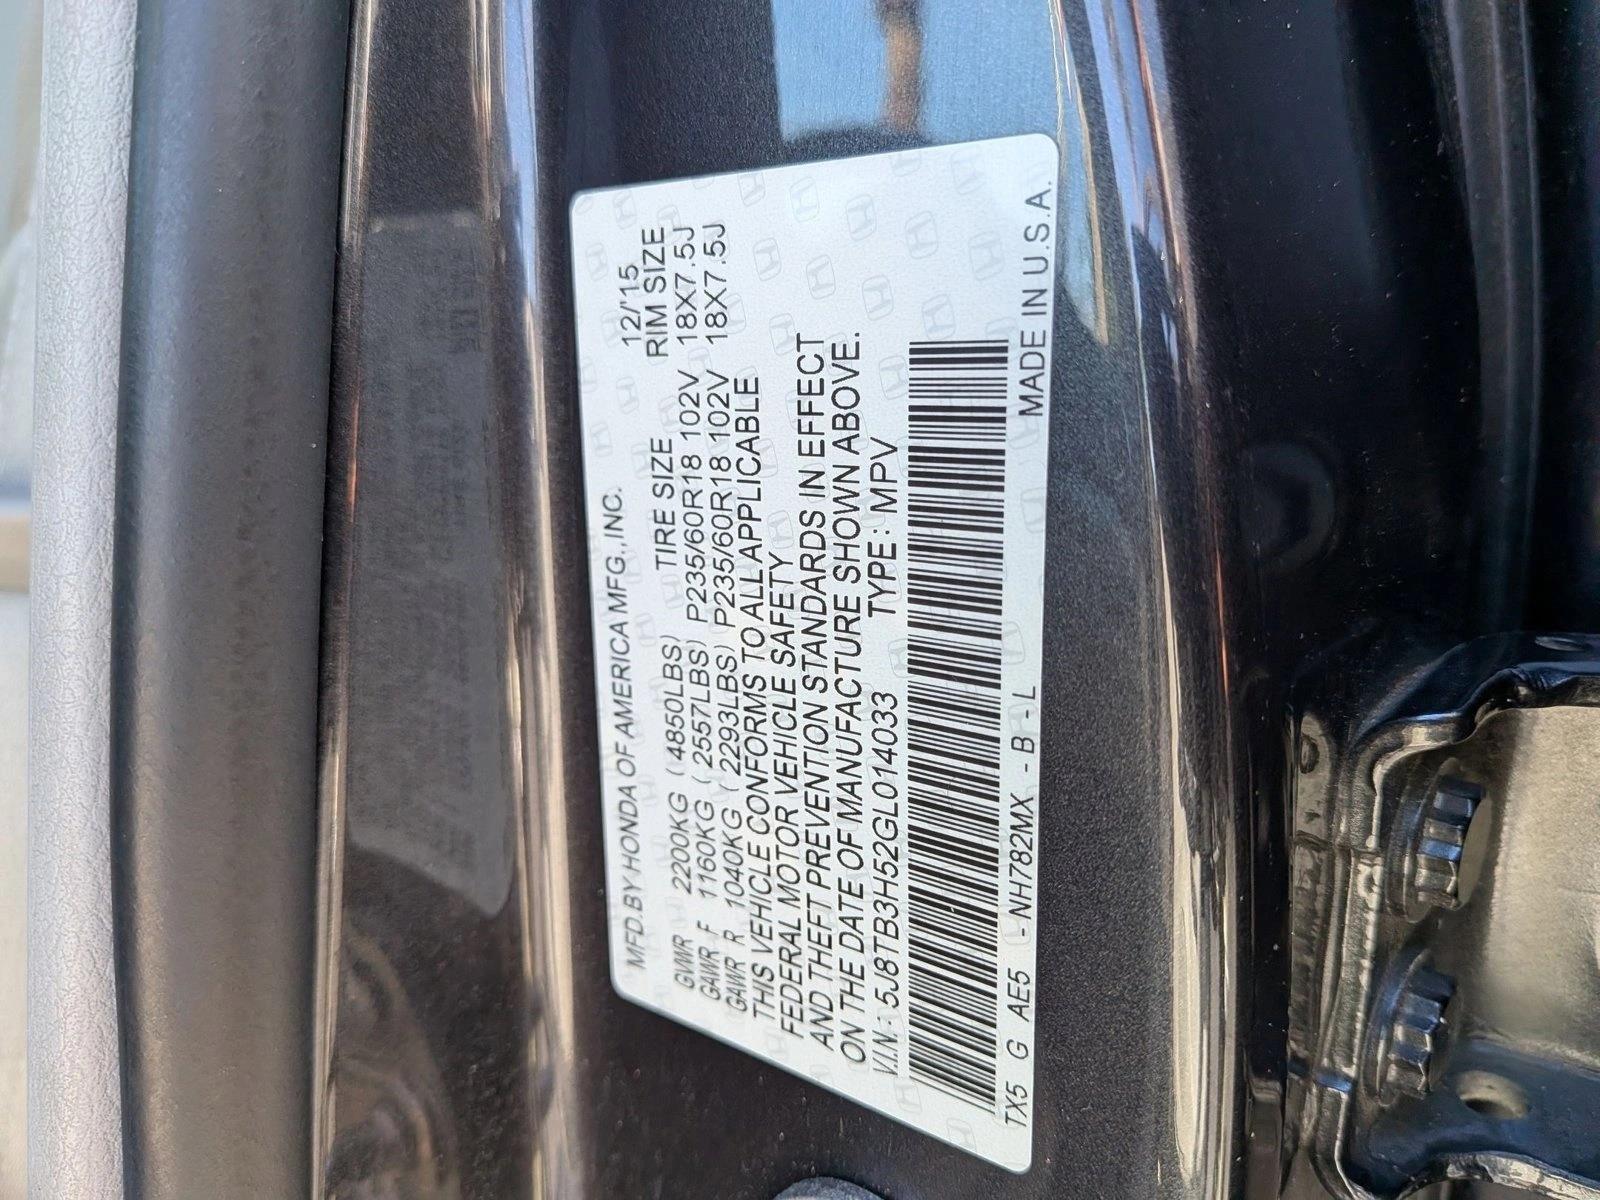 MFD. BY HONDA OF AMERICA MFG., INC. 12/'15
GVWR 2200KG ( 4850LBS) TIRE SIZE RIM SIZE
GAWR F 1160KG ( 2557LBS) P235/60R18 102V 18X7.5J
GAWR R 1040KG ( 2293LBS) P235/60R18 102V 18X7.5J
THIS VEHICLE CONFORMS TO ALL APPLICABLE
FEDERAL MOTOR VEHICLE SAFETY
AND THEFT PREVENTION STANDARDS IN EFFECT
ON THE DATE OF MANUFACTURE SHOWN ABOVE.
V.I.N: 5J8TB3H52GL014033 TYPE : MPV
TX5 G AE5 - NH782MX - B - L MADE IN U.S.A.